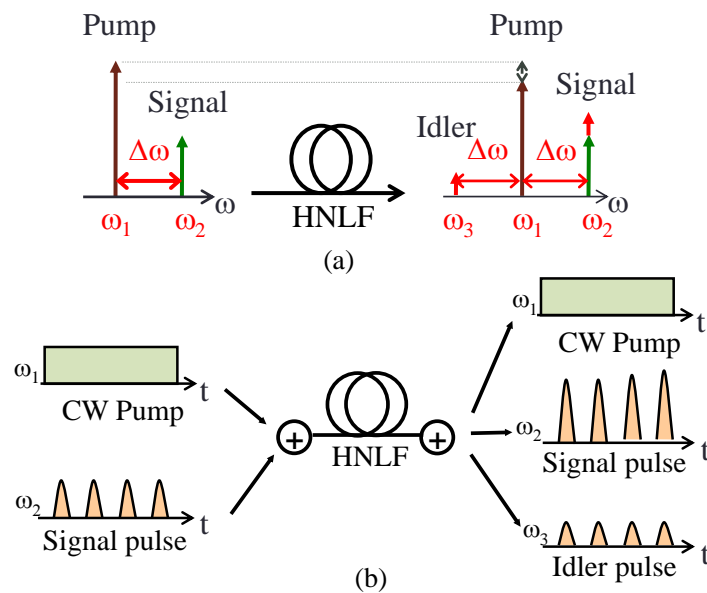 Pump
Signal
Δω
ω
ω₁
ω₂
HNLF
Pump
Signal
Idler
Δω
Δω
ω
ω₃
ω₁
ω₂
(a)
ω₁
t
CW Pump
ω₂
t
Signal pulse
+
HNLF
+
ω₁
t
CW Pump
ω₂
t
Signal pulse
ω₃
t
Idler pulse
(b)